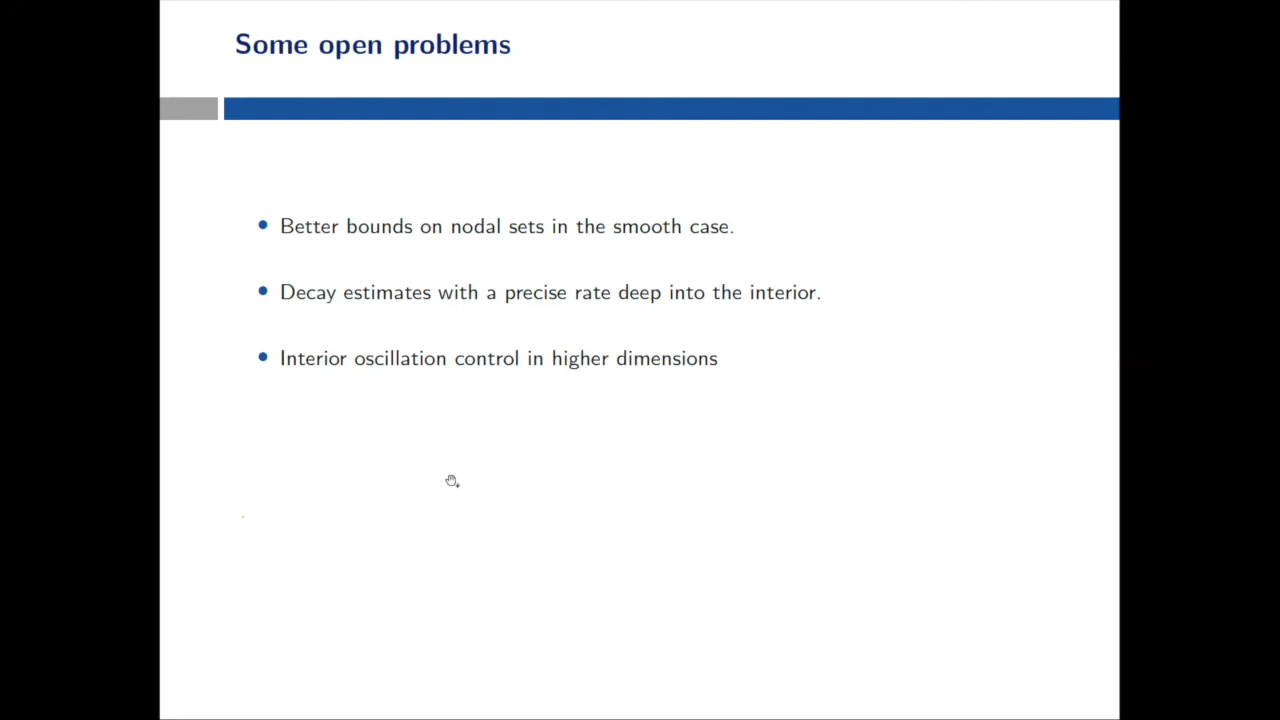 Some open problems
Better bounds on nodal sets in the smooth case.
Decay estimates with a precise rate deep into the interior.
Interior oscillation control in higher dimensions